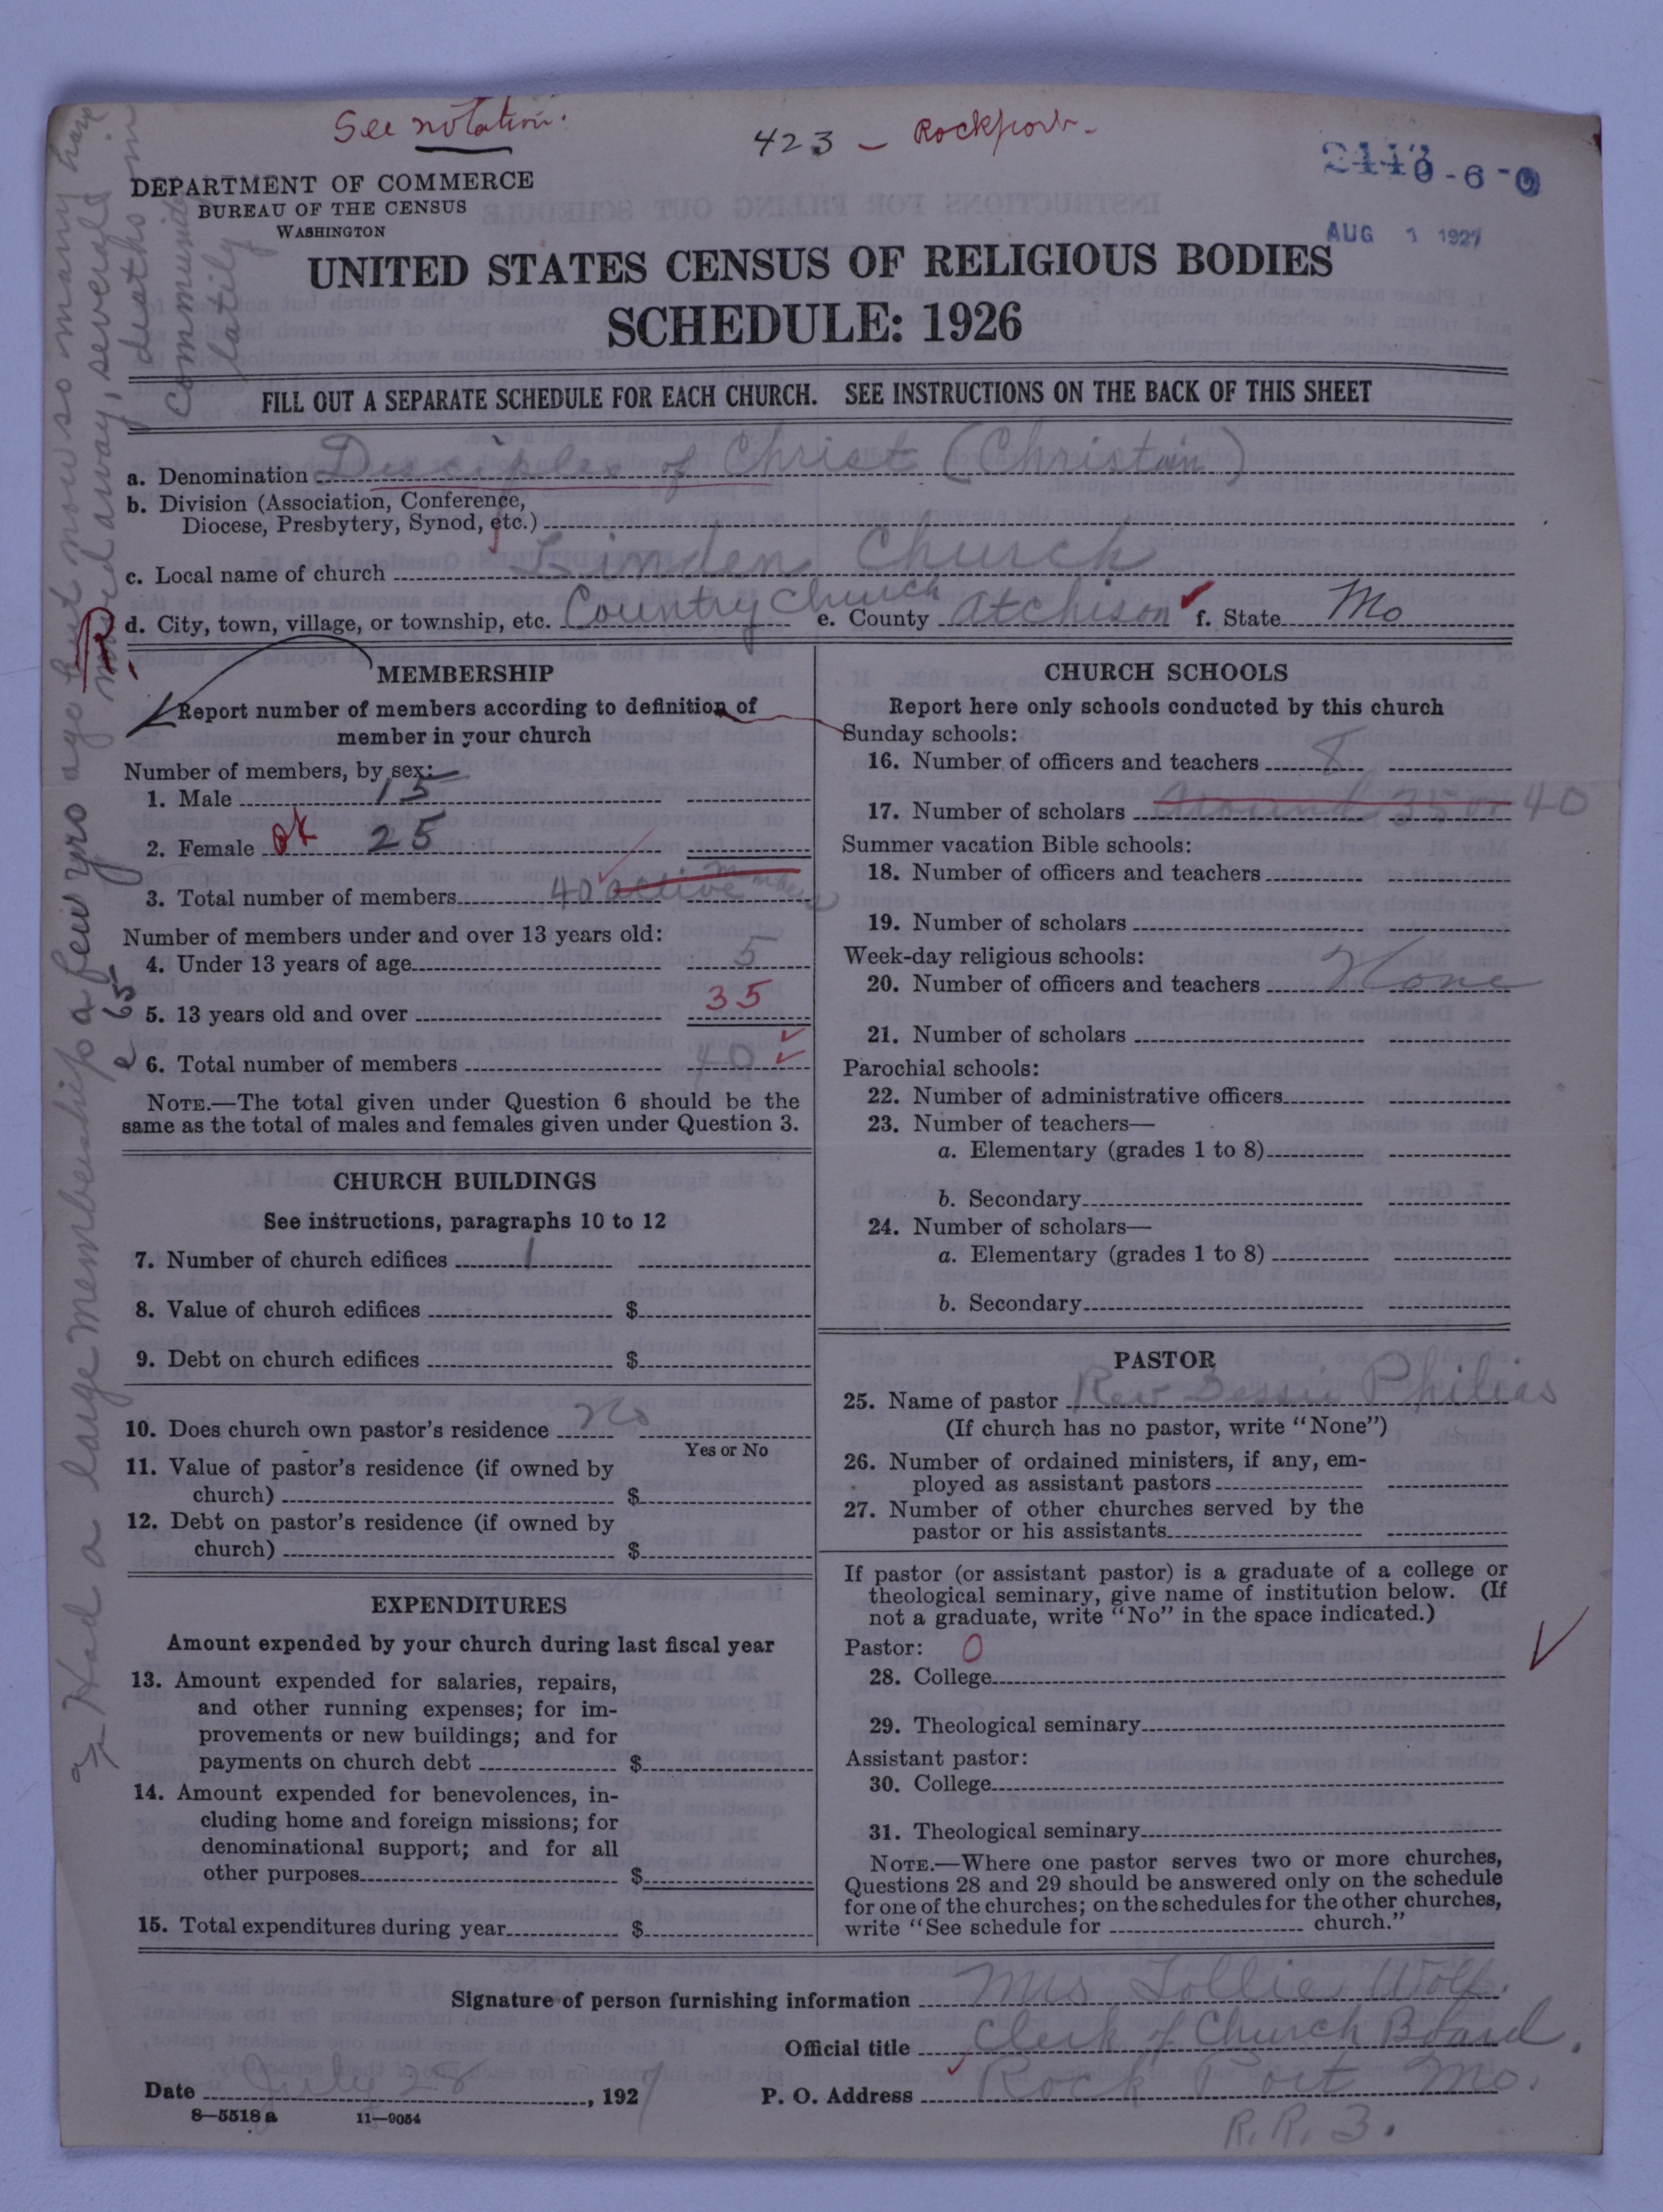 See notation.
423 - Rockport-
0-6-0
AUG 1 1927
DEPARTMENT OF COMMERCE
BUREAU OF THE CENSUS
WASHINGTON
UNITED STATES CENSUS OF RELIGIOUS BODIES
SCHEDULE: 1926
FILL OUT A SEPARATE SCHEDULE FOR EACH CHURCH. SEE INSTRUCTIONS ON THE BACK OF THIS SHEET
a. Denomination Desciples of Christ (Christain)
b. Division (Association, Conference,
Diocese, Presbytery, Synod, etc.)
c. Local name of church Linden Church
d. City, town, village, or township, etc. Country Church e. County Atchison f. State Mo
R.
MEMBERSHIP
Report number of members according to definition of
member in your church
Number of members, by sex:
1. Male 15
2. Female ok 25
3. Total number of members 40 active members
Number of members under and over 13 years old:
4. Under 13 years of age 5
5. 13 years old and over 35
6. Total number of members 40
NOTE.—The total given under Question 6 should be the
same as the total of males and females given under Question 3.
CHURCH BUILDINGS
See instructions, paragraphs 10 to 12
7. Number of church edifices 1
8. Value of church edifices $
9. Debt on church edifices $
10. Does church own pastor's residence No
Yes or No
11. Value of pastor's residence (if owned by
church) $
12. Debt on pastor's residence (if owned by
church) $
EXPENDITURES
Amount expended by your church during last fiscal year
13. Amount expended for salaries, repairs,
and other running expenses; for im-
provements or new buildings; and for
payments on church debt $
14. Amount expended for benevolences, in-
cluding home and foreign missions; for
denominational support; and for all
other purposes $
15. Total expenditures during year $
CHURCH SCHOOLS
Report here only schools conducted by this church
Sunday schools:
16. Number of officers and teachers 8
17. Number of scholars around 35 or 40
Summer vacation Bible schools:
18. Number of officers and teachers
19. Number of scholars
Week-day religious schools:
20. Number of officers and teachers None
21. Number of scholars
Parochial schools:
22. Number of administrative officers
23. Number of teachers—
a. Elementary (grades 1 to 8)
b. Secondary
24. Number of scholars—
a. Elementary (grades 1 to 8)
b. Secondary
PASTOR
25. Name of pastor Rev
(If church has no pastor, write "None")
26. Number of ordained ministers, if any, em-
ployed as assistant pastors
27. Number of other churches served by the
pastor or his assistants
If pastor (or assistant pastor) is a graduate of a college or
theological seminary, give name of institution below. (If
not a graduate, write "No" in the space indicated.)
Pastor: 0
28. College
29. Theological seminary
Assistant pastor:
30. College
31. Theological seminary
NOTE.—Where one pastor serves two or more churches,
Questions 28 and 29 should be answered only on the schedule
for one of the churches; on the schedules for the other churches,
write "See schedule for church."
Signature of person furnishing information Mrs Lollie Wolf.
Official title Clerk of Church Board.
Date July 28, 1927 P. O. Address Rock Port Mo.
R.R. 3.
8—5518 a 11—9054
Had a large membership a few yrs ago but now so many have
moved away, several
deaths in
community
latily
65